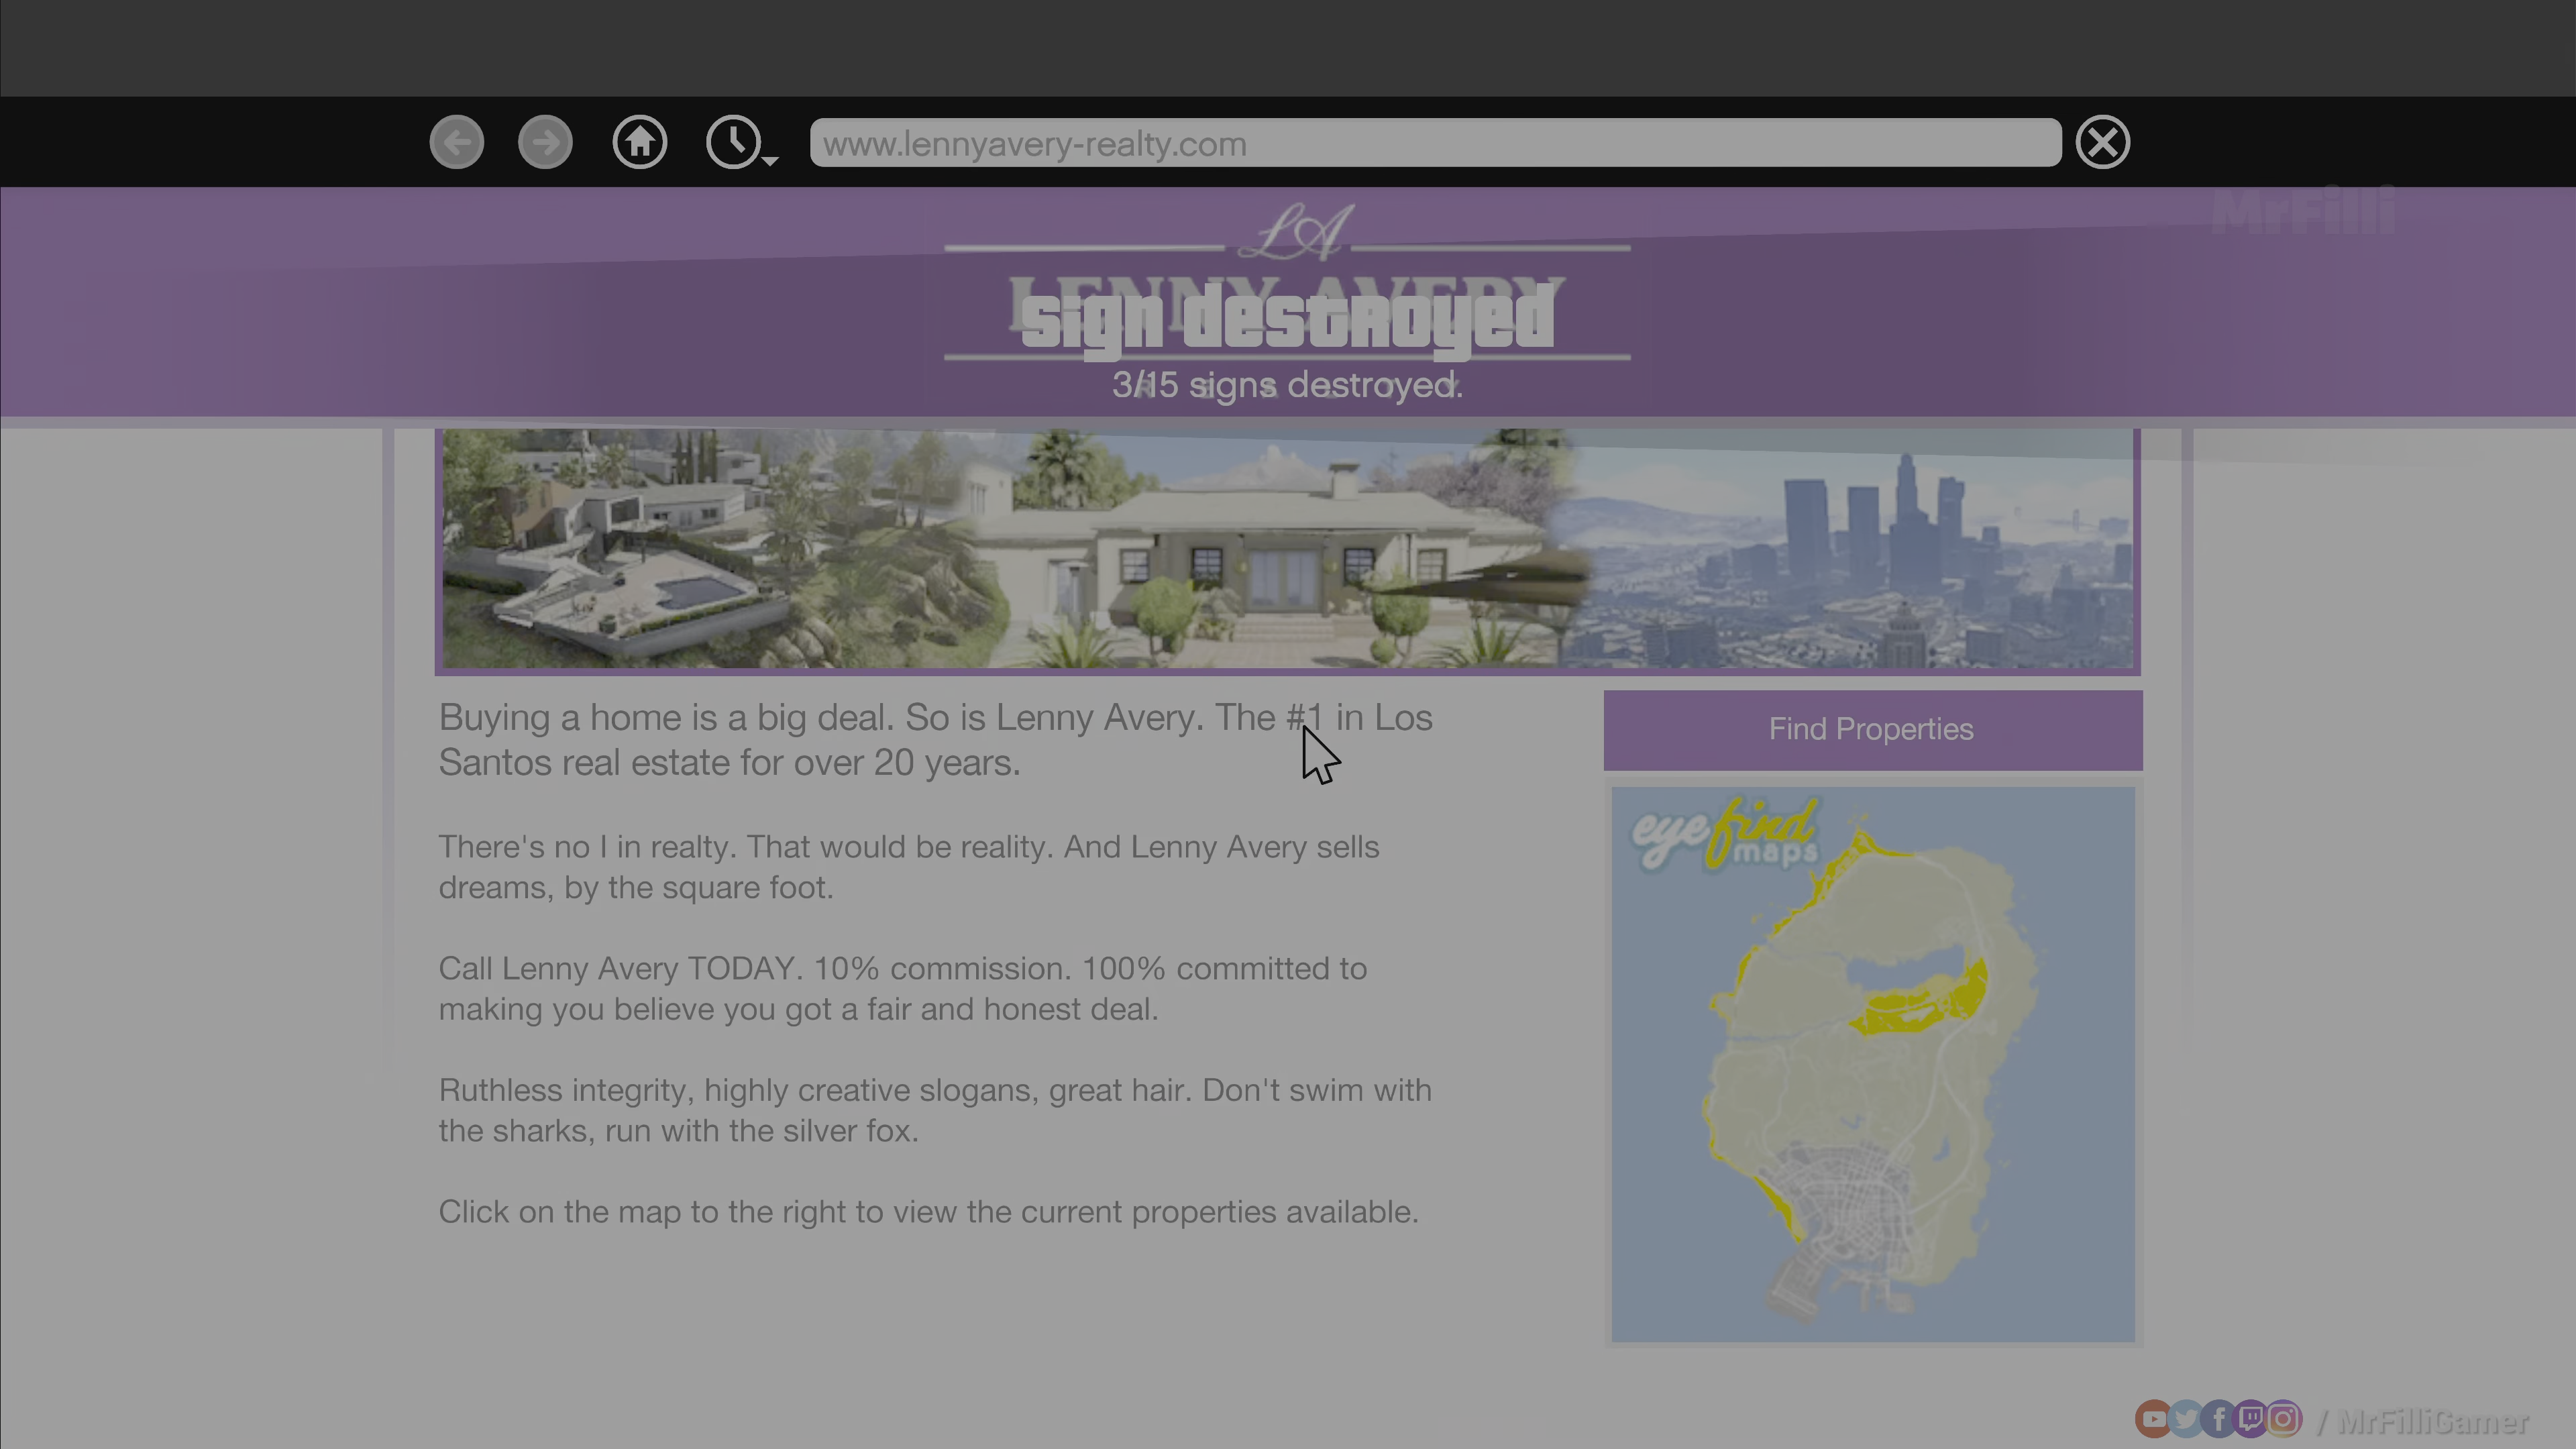 www.lennyavery-realty.com
MrFilli
LA
LENNY AVERY
sign destroyed
3/15 signs destroyed.
Buying a home is a big deal. So is Lenny Avery. The #1 in Los
Santos real estate for over 20 years.
Find Properties
eyefind
maps
There's no I in realty. That would be reality. And Lenny Avery sells
dreams, by the square foot.
Call Lenny Avery TODAY. 10% commission. 100% committed to
making you believe you got a fair and honest deal.
Ruthless integrity, highly creative slogans, great hair. Don't swim with
the sharks, run with the silver fox.
Click on the map to the right to view the current properties available.
/ MrFilliGamer